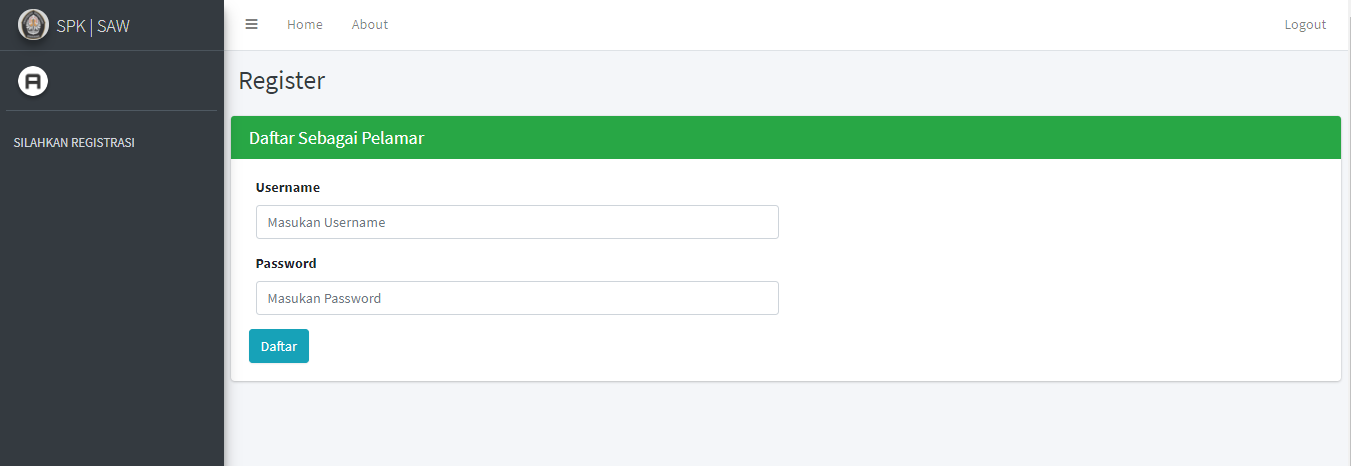 SPK | SAW
Home
About
Logout
Register
SILAHKAN REGISTRASI
Daftar Sebagai Pelamar
Username
Masukan Username
Password
Masukan Password
Daftar